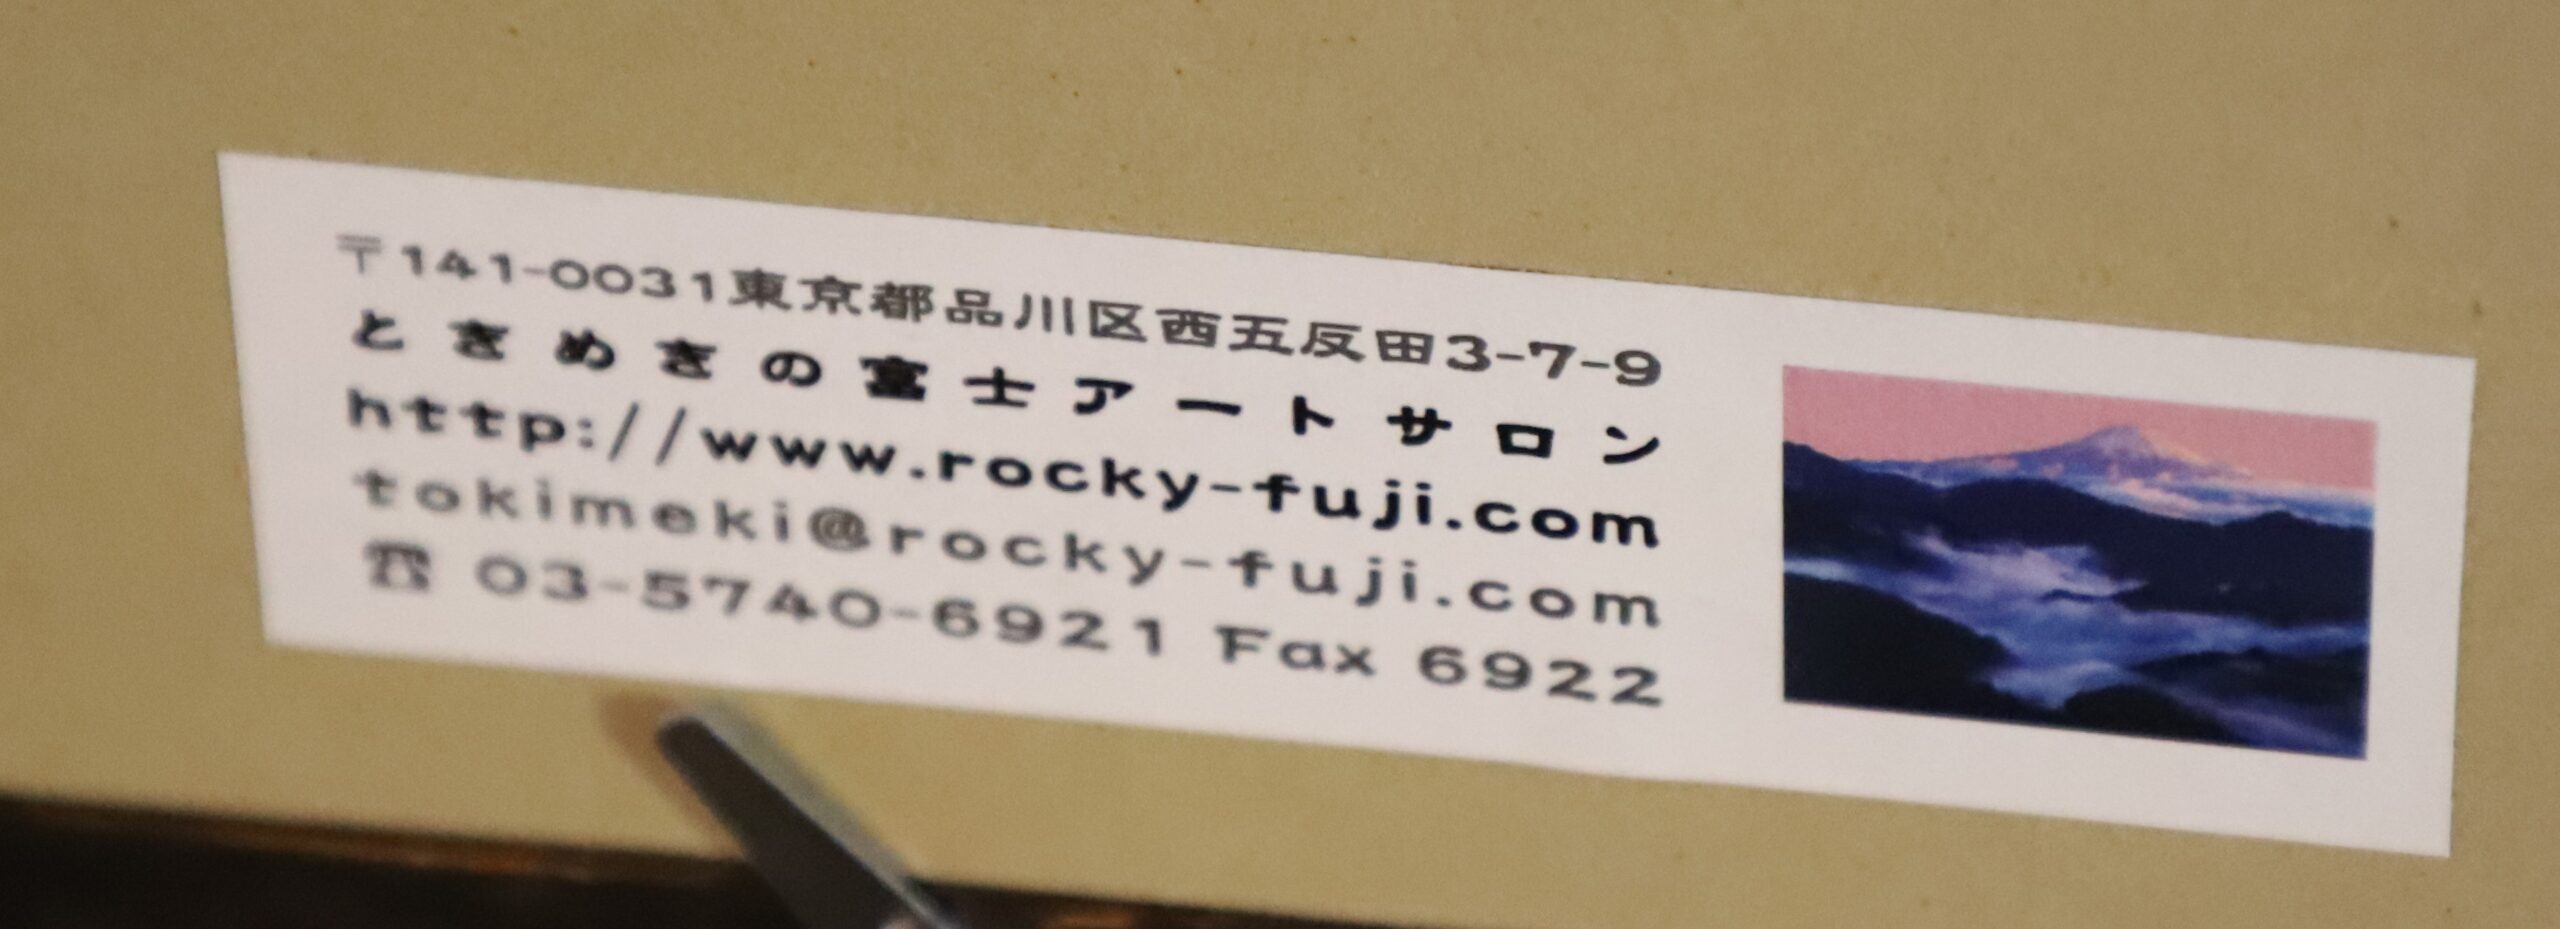 〒141-0031東京都品川区西五反田3-7-9
ときめきの富士アートサロン
http://www.rocky-fuji.com
tokimeki@rocky-fuji.com
☎ 03-5740-6921 Fax 6922